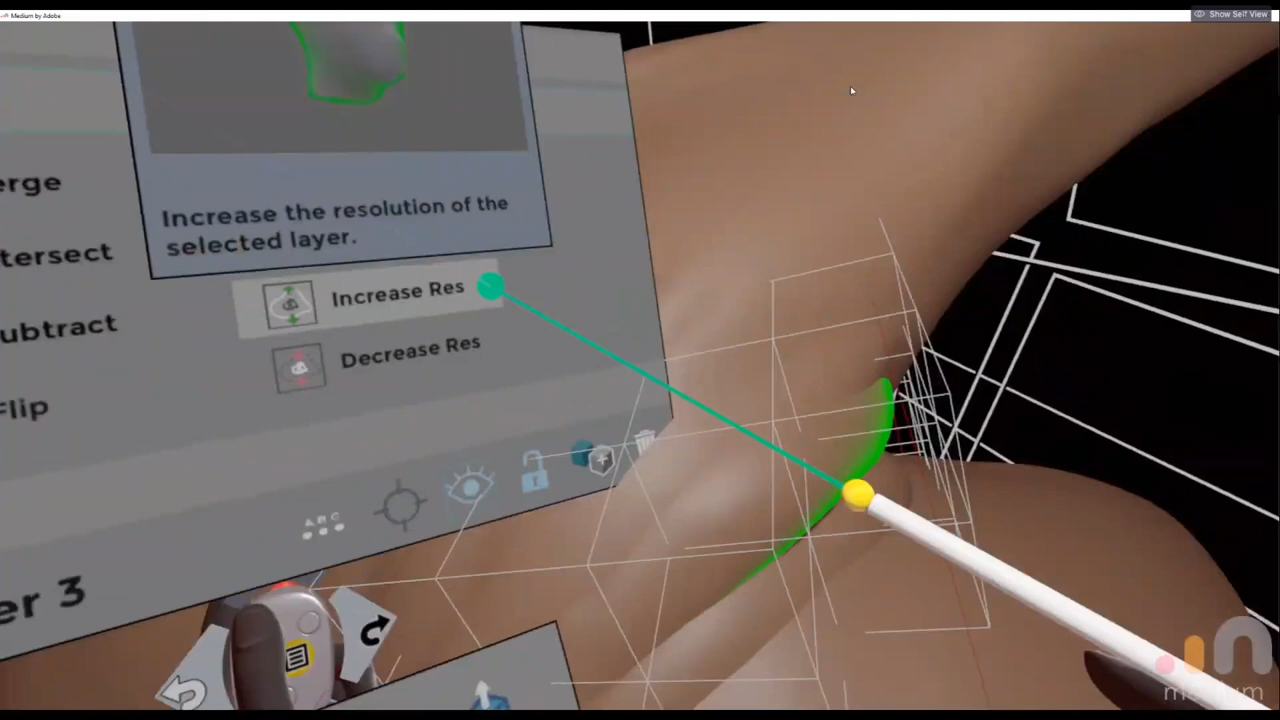 Medium by Adobe
Show Self View
Increase the resolution of the
selected layer.
erge
tersect
Increase Res
ubtract
Decrease Res
Flip
ABC
er 3
medium